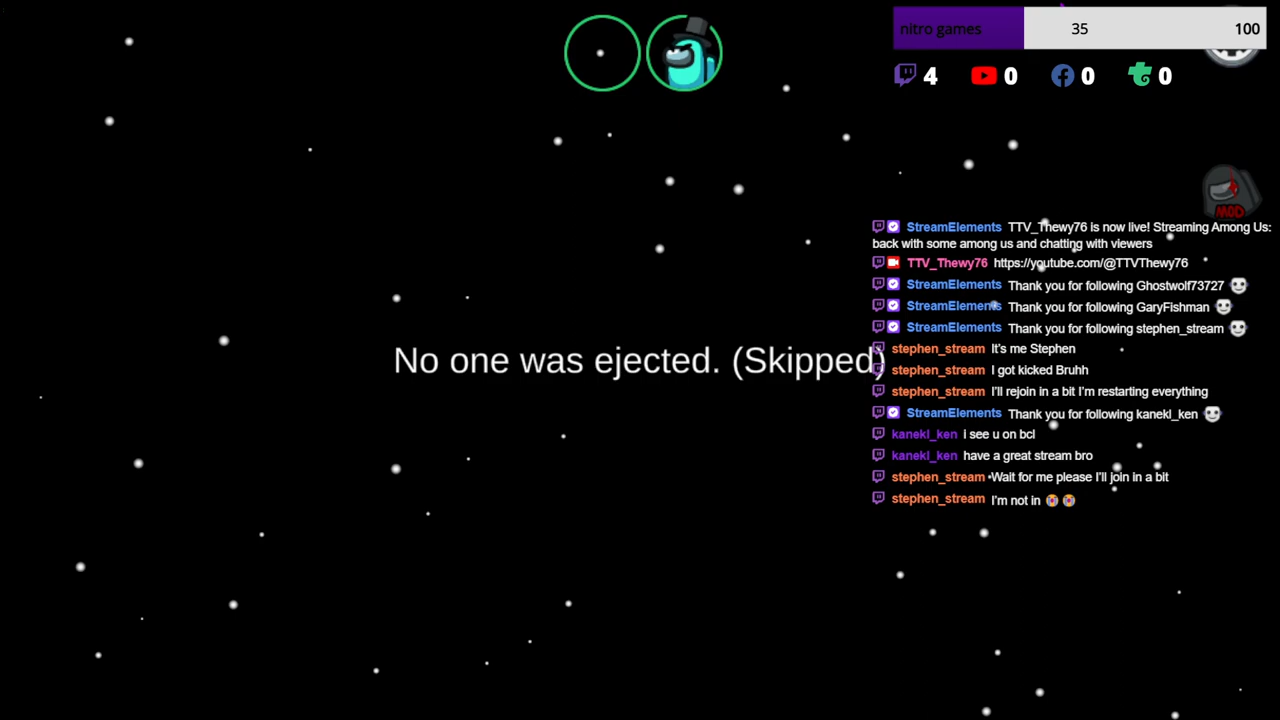 nitro games 35 100
4 0 0 0
MOD
StreamElements TTV_Thewy76 is now live! Streaming Among Us:
back with some among us and chatting with viewers
TTV_Thewy76 https://youtube.com/@TTVThewy76
StreamElements Thank you for following Ghostwolf73727
StreamElements Thank you for following GaryFishman
StreamElements Thank you for following stephen_stream
stephen_stream It's me Stephen
No one was ejected. (Skipped)
stephen_stream I got kicked Bruhh
stephen_stream I'll rejoin in a bit I'm restarting everything
StreamElements Thank you for following kanekl_ken
kanekl_ken i see u on bcl
kanekl_ken have a great stream bro
stephen_stream Wait for me please I'll join in a bit
stephen_stream I'm not in 😭 😭